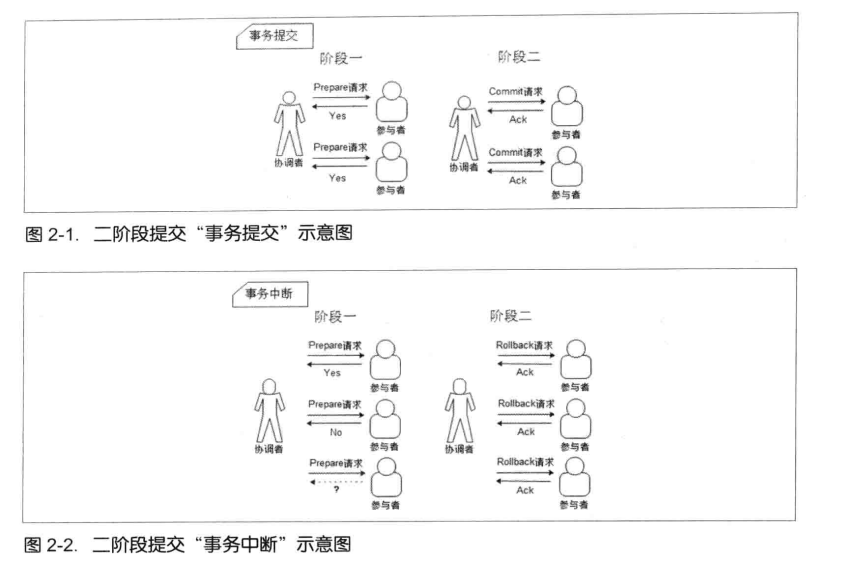 事务提交
阶段一
阶段二
Prepare请求
Yes
参与者
Prepare请求
Yes
参与者
协调者
Commit请求
Ack
参与者
Commit请求
Ack
参与者
协调者
图 2-1. 二阶段提交“事务提交”示意图
事务中断
阶段一
阶段二
Prepare请求
Yes
参与者
Prepare请求
No
参与者
Prepare请求
?
参与者
协调者
Rollback请求
Ack
参与者
Rollback请求
Ack
参与者
Rollback请求
Ack
参与者
协调者
图 2-2. 二阶段提交“事务中断”示意图